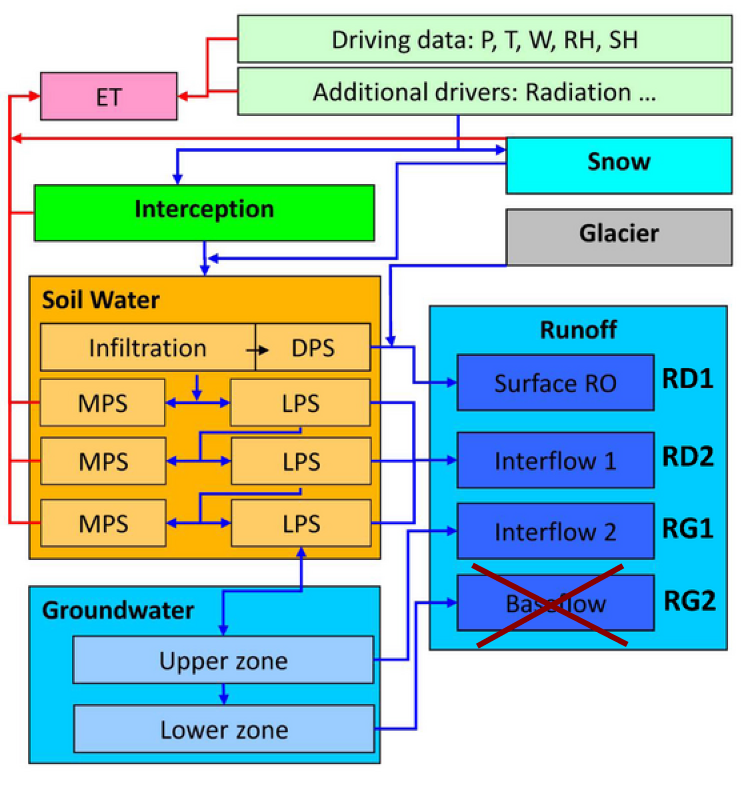 Driving data: P, T, W, RH, SH
Additional drivers: Radiation ...
ET
Snow
Interception
Glacier
Soil Water
Infiltration
DPS
MPS
LPS
MPS
LPS
MPS
LPS
Runoff
Surface RO
RD1
Interflow 1
RD2
Interflow 2
RG1
Baseflow
RG2
Groundwater
Upper zone
Lower zone